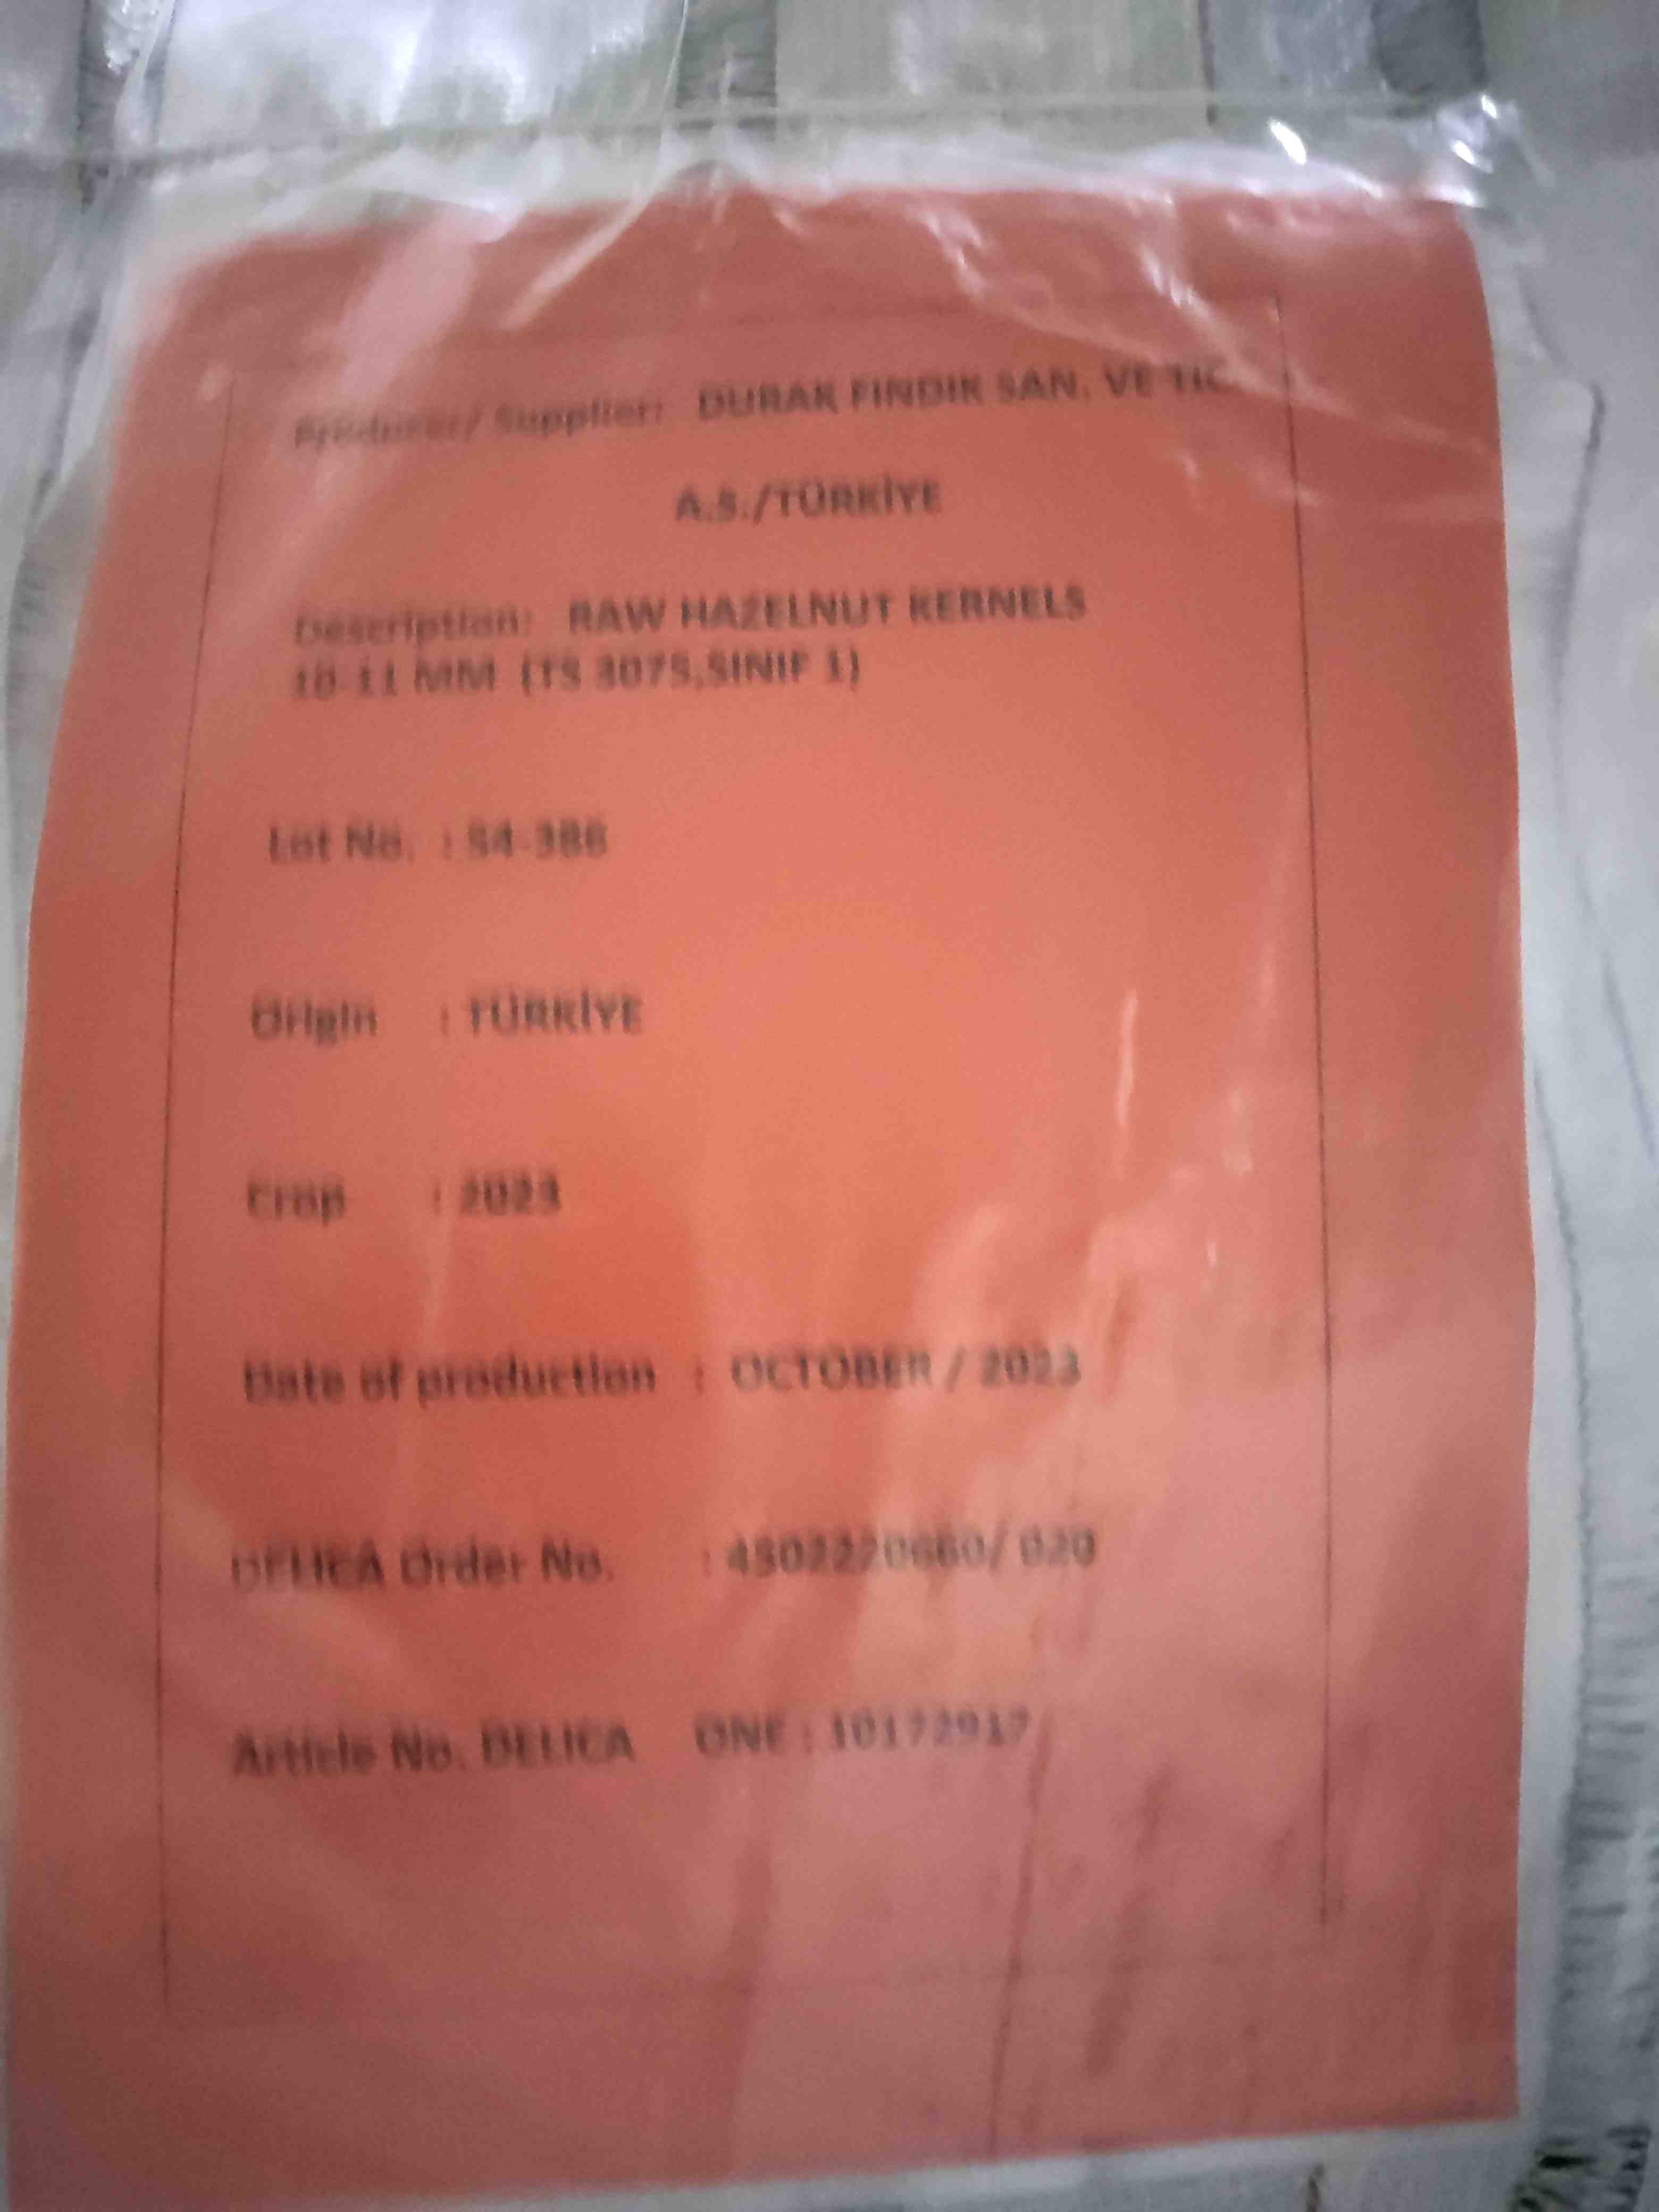 Producer/ Supplier: DURAK FINDIK SAN. VE TIC.
A.S./TÜRKİYE
Description: RAW HAZELNUT KERNELS
10-11 MM (TS 3075,SINIF 1)
Lot No. : S4-386
Origin : TÜRKİYE
Crop : 2023
Date of production : OCTOBER / 2023
DELICA Order No. : 4502220660/ 020
Article No. DELICA ONE : 10172917